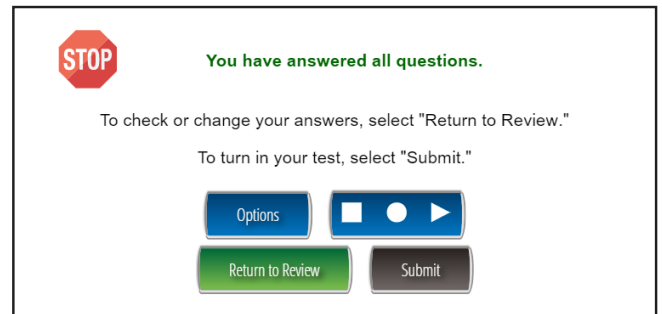 STOP
You have answered all questions.
To check or change your answers, select "Return to Review."
To turn in your test, select "Submit."
Options
Return to Review
Submit